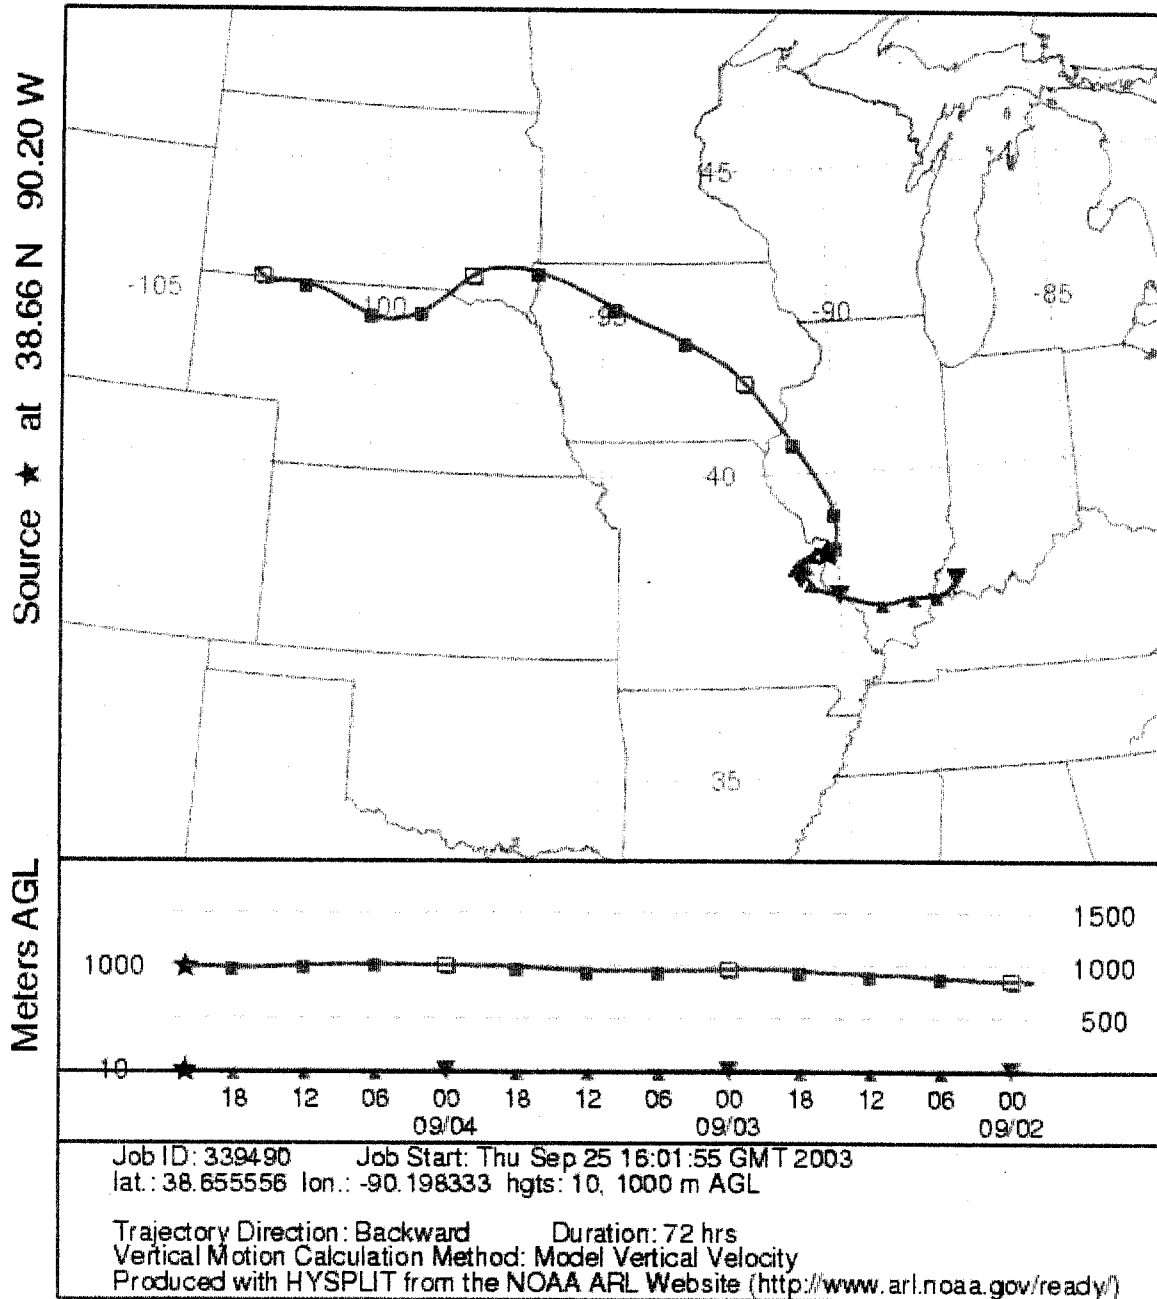 Source ★ at 38.66 N 90.20 W
45
-105
-100
-95
-90
-85
40
35
Meters AGL
1500
1000
1000
500
10
18 12 06 00 18 12 06 00 18 12 06 00
09/04 09/03 09/02
Job ID: 339490 Job Start: Thu Sep 25 16:01:55 GMT 2003
lat.: 38.655556 lon.: -90.198333 hgts: 10, 1000 m AGL
Trajectory Direction: Backward Duration: 72 hrs
Vertical Motion Calculation Method: Model Vertical Velocity
Produced with HYSPLIT from the NOAA ARL Website (http://www.arl.noaa.gov/ready/)